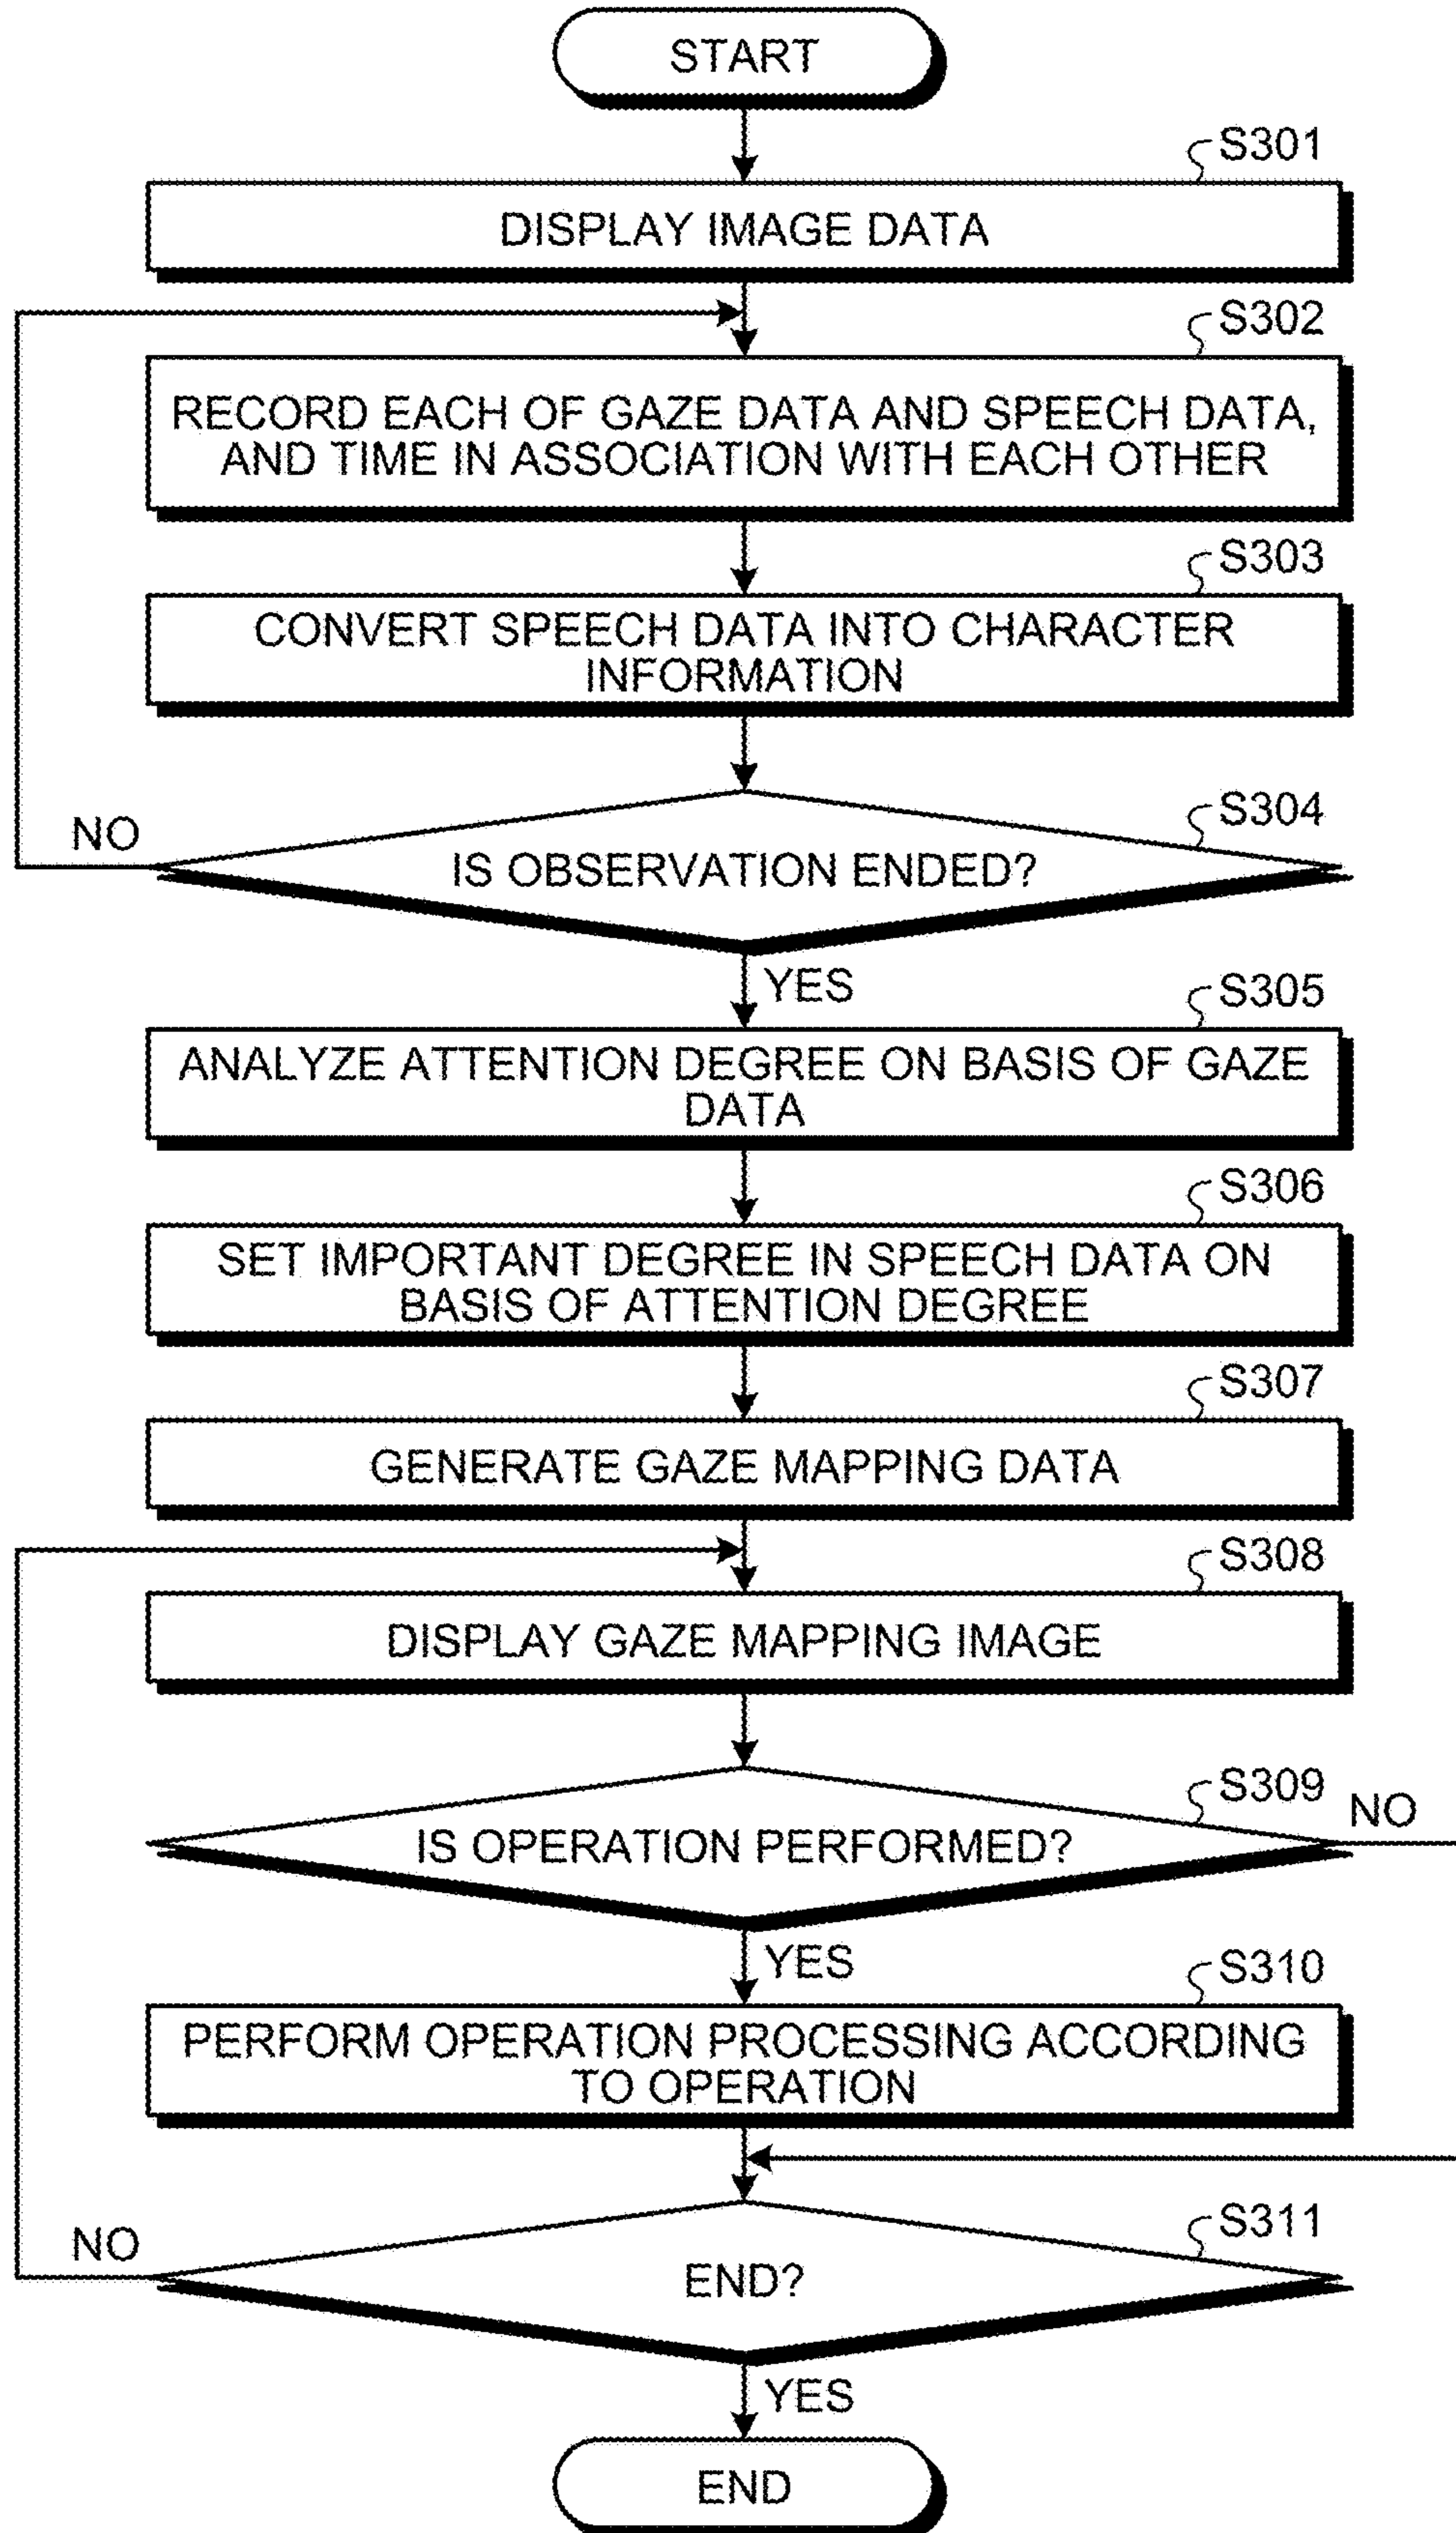 START
S301
DISPLAY IMAGE DATA
S302
RECORD EACH OF GAZE DATA AND SPEECH DATA,
AND TIME IN ASSOCIATION WITH EACH OTHER
S303
CONVERT SPEECH DATA INTO CHARACTER
INFORMATION
S304
NO
IS OBSERVATION ENDED?
YES
S305
ANALYZE ATTENTION DEGREE ON BASIS OF GAZE
DATA
S306
SET IMPORTANT DEGREE IN SPEECH DATA ON
BASIS OF ATTENTION DEGREE
S307
GENERATE GAZE MAPPING DATA
S308
DISPLAY GAZE MAPPING IMAGE
S309
NO
IS OPERATION PERFORMED?
YES
S310
PERFORM OPERATION PROCESSING ACCORDING
TO OPERATION
S311
NO
END?
YES
END